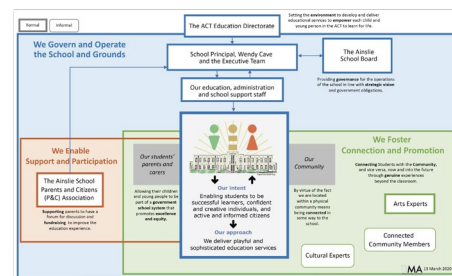 Formal
Informal
The ACT Education Directorate
Setting the environment to develop and deliver
educational services to empower each child and
young person in the ACT to learn for life.
We Govern and Operate
the School and Grounds
School Principal, Wendy Cave
and the Executive Team
The Ainslie
School Board
Providing governance for the operations
of the school in line with strategic vision
and government obligations.
Our education, administration
and school support staff
We Enable
Support and Participation
The Ainslie School
Parents and Citizens
(P&C) Association
Supporting parents to have a
forum for discussion and
fundraising to improve the
education experience.
Our students'
parents and
carers
Allowing their children
and young people to be
part of a government
school system that
promotes excellence
and equity.
Our intent
Enabling students to be
successful learners, confident
and creative individuals, and
active and informed citizens
Our approach
We deliver playful and
sophisticated education services
Our
Community
By virtue of the fact
we are located
within a physical
community means
being connected in
some way to the
school.
We Foster
Connection and Promotion
Connecting Students with the Community,
and vice versa, now and into the future
through genuine experiences
beyond the classroom.
Arts Experts
Connected
Community Members
Cultural Experts
MA 13 March 2020